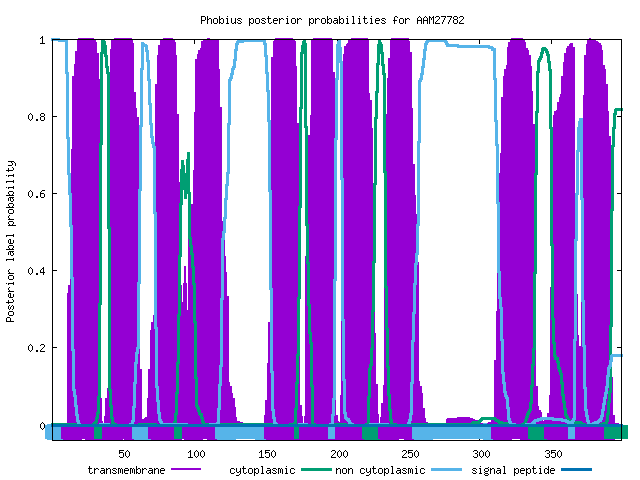 Phobius posterior probabilities for AAM27782
Posterior label probability
1
0.8
0.6
0.4
0.2
0
50 100 150 200 250 300 350
transmembrane cytoplasmic non cytoplasmic signal peptide